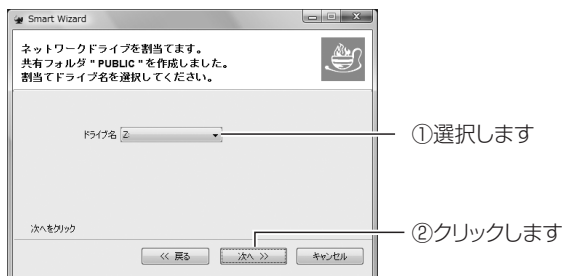 Smart Wizard
ネットワークドライブを割当てます。
共有フォルダ " PUBLIC " を作成しました。
割当てドライブ名を選択してください。
ドライブ名 Z:
①選択します
次へをクリック
②クリックします
<< 戻る 次へ >> キャンセル